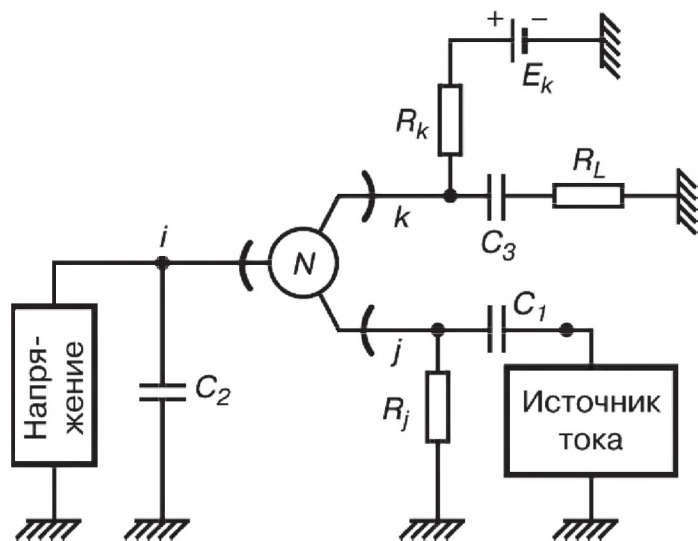 + −
E_k
R_k
R_L
k
C_3
i
N
C_1
j
Напря-
жение
C_2
R_j
Источник
тока